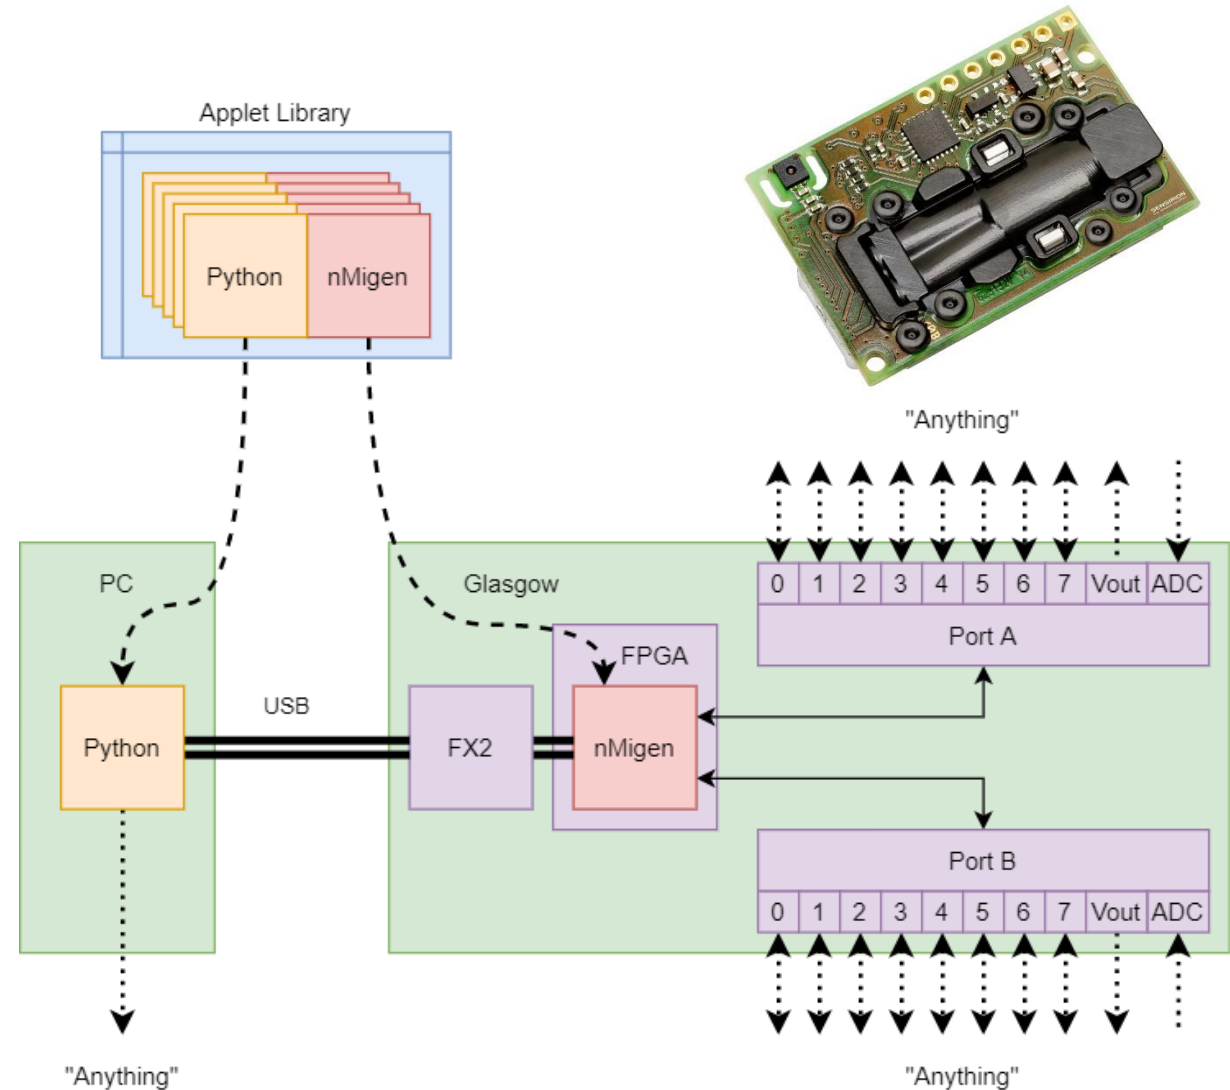 Applet Library
Python
nMigen
SENSIRION
"Anything"
PC
Glasgow
0 1 2 3 4 5 6 7 Vout ADC
Port A
FPGA
USB
Python
FX2
nMigen
Port B
0 1 2 3 4 5 6 7 Vout ADC
"Anything"
"Anything"